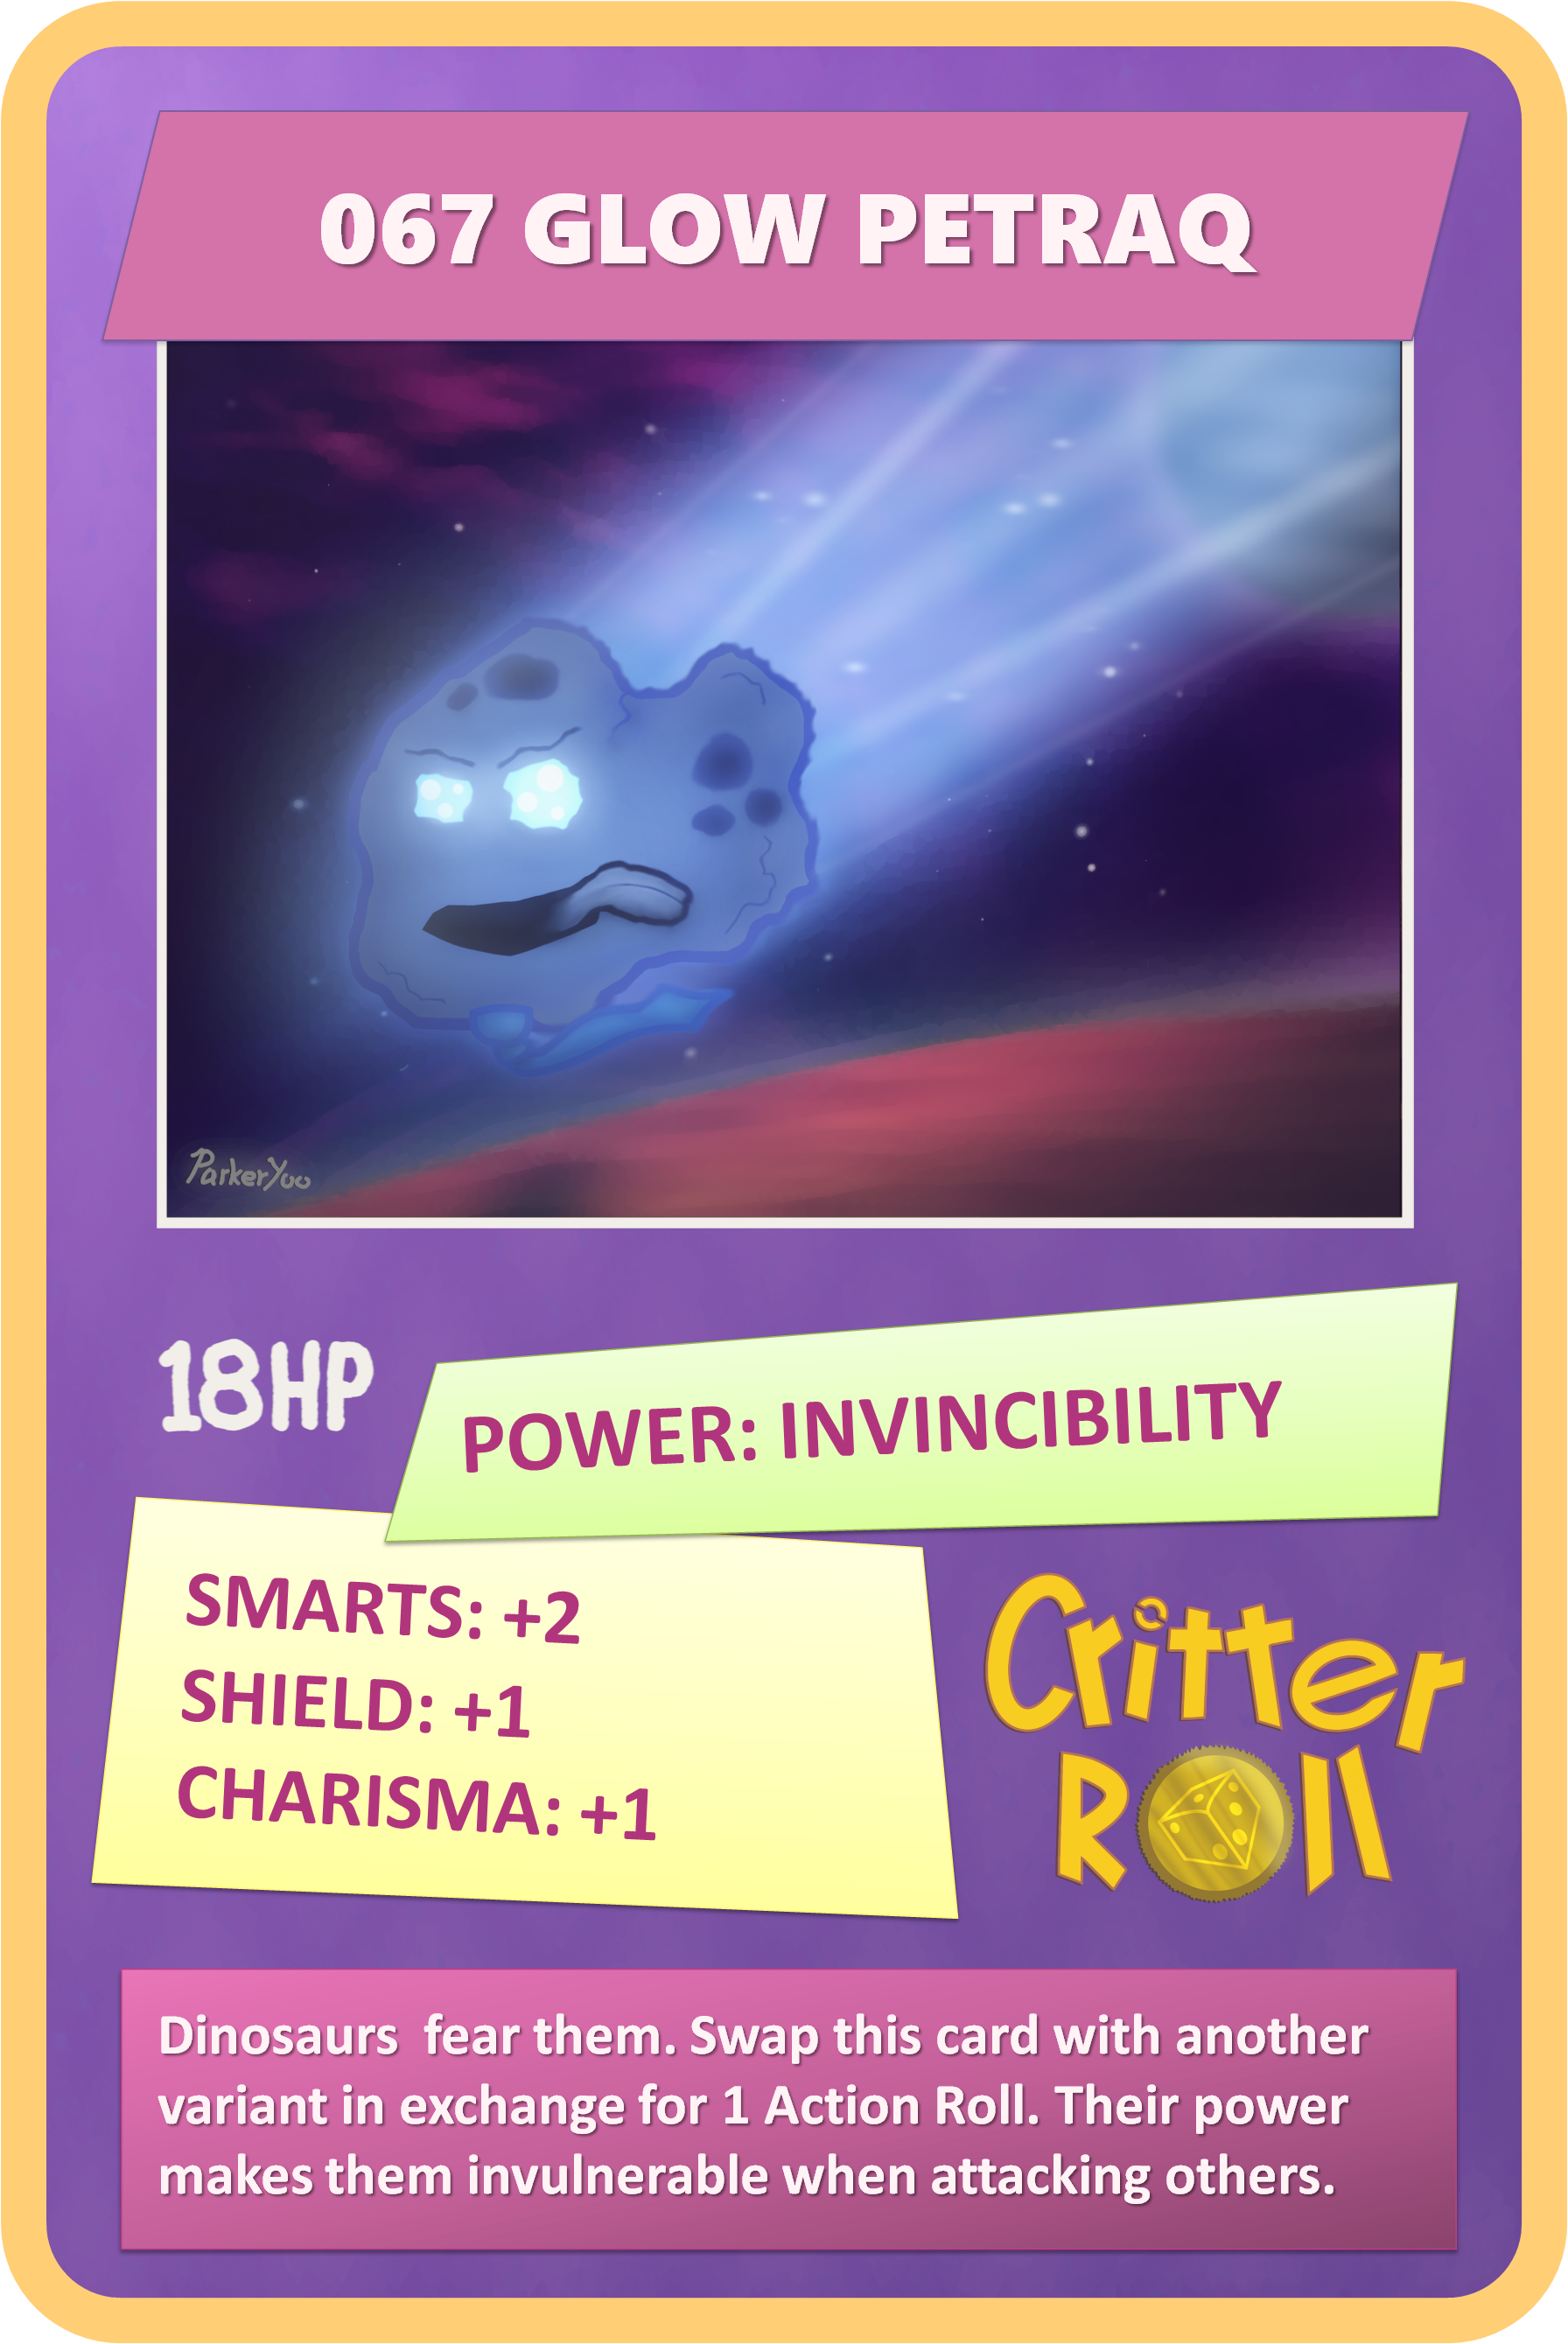 067 GLOW PETRAQ
ParkerYoo
18HP
POWER: INVINCIBILITY
SMARTS: +2
SHIELD: +1
CHARISMA: +1
Critter
Roll
Dinosaurs  fear them. Swap this card with another
variant in exchange for 1 Action Roll. Their power
makes them invulnerable when attacking others.